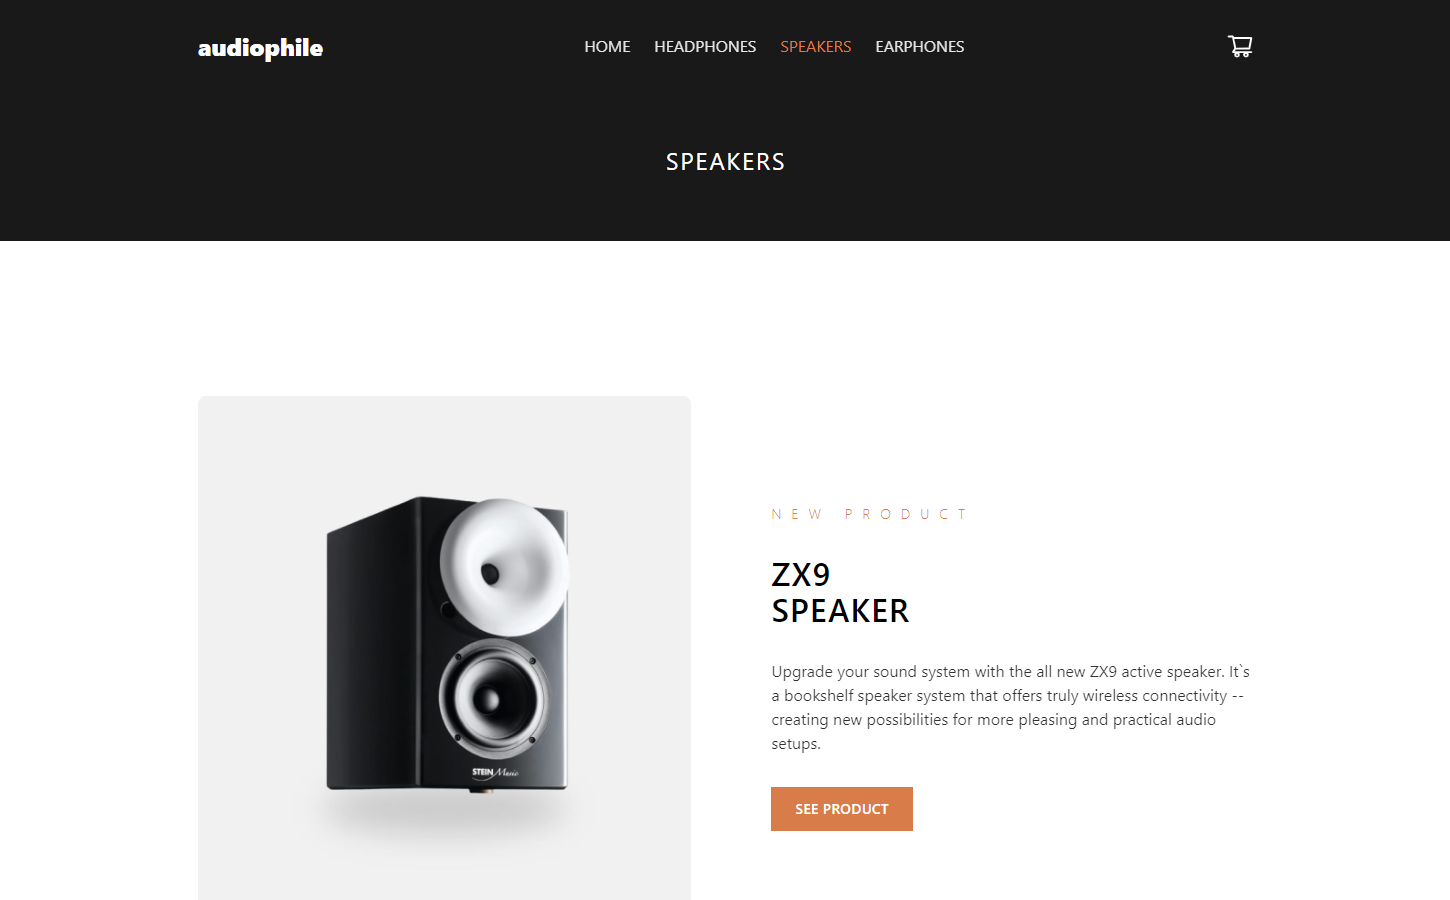 audiophile
HOME HEADPHONES SPEAKERS EARPHONES
SPEAKERS
NEW PRODUCT
ZX9
SPEAKER
Upgrade your sound system with the all new ZX9 active speaker. It`s
a bookshelf speaker system that offers truly wireless connectivity --
creating new possibilities for more pleasing and practical audio
setups.
STEIN Music
SEE PRODUCT